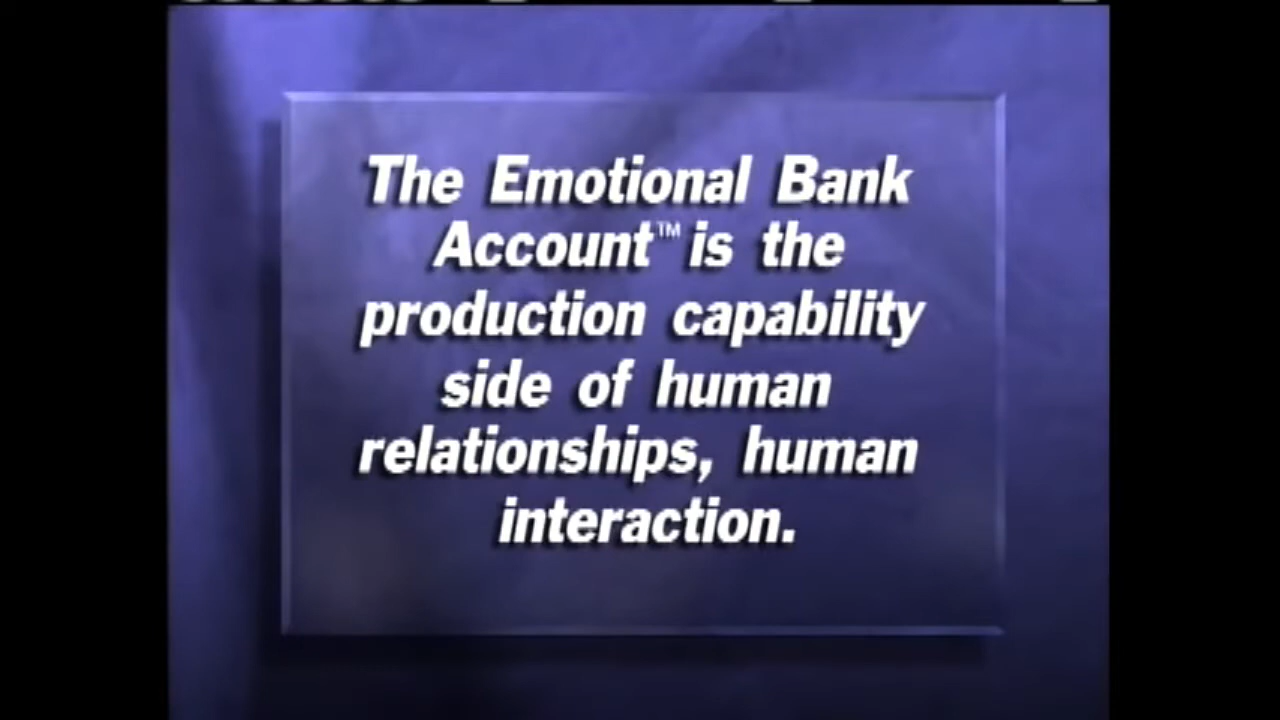 The Emotional Bank
Account™ is the
production capability
side of human
relationships, human
interaction.